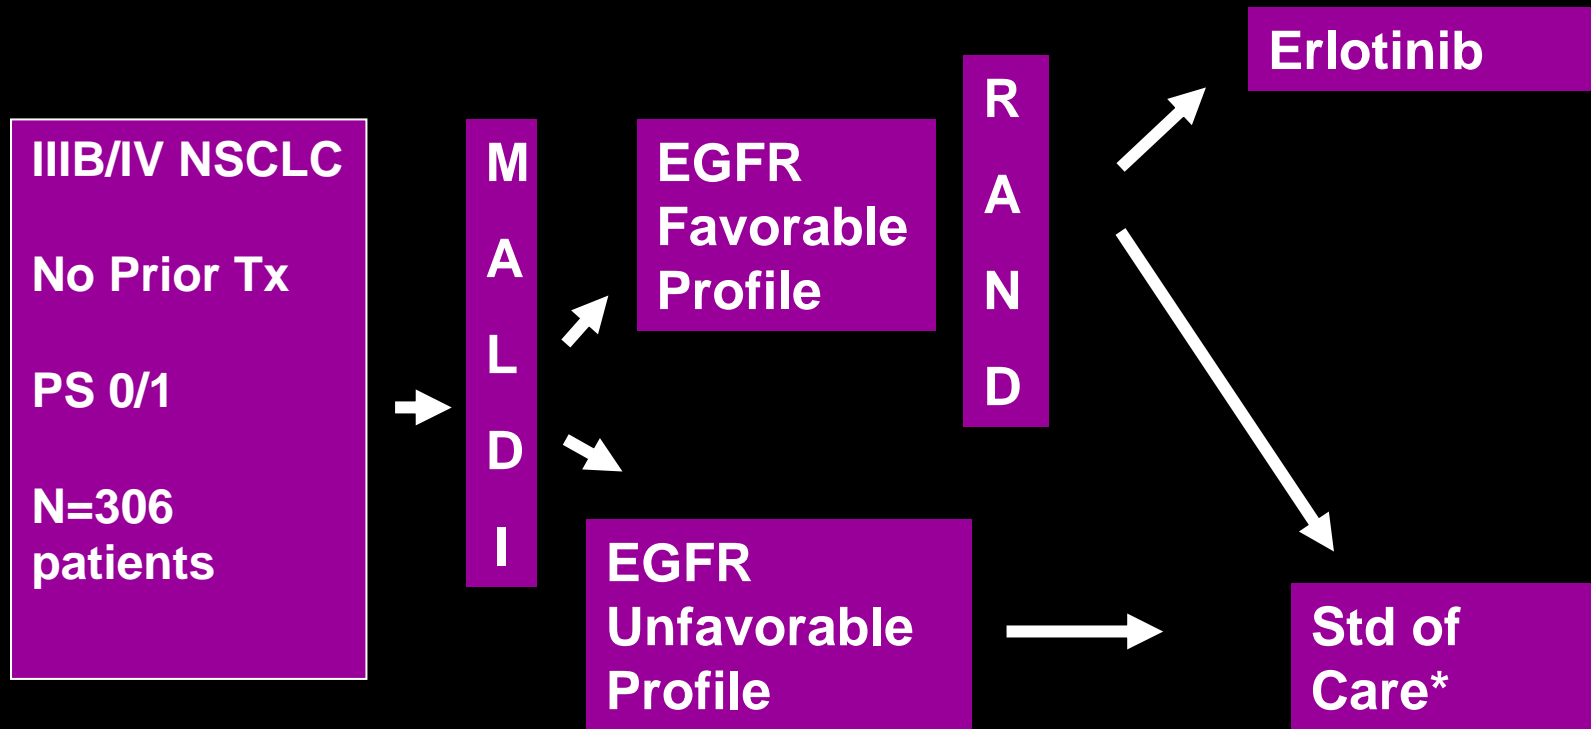 IIIB/IV NSCLC
No Prior Tx
PS 0/1
N=306
patients
M
A
L
D
I
EGFR
Favorable
Profile
EGFR
Unfavorable
Profile
R
A
N
D
Erlotinib
Std of
Care*